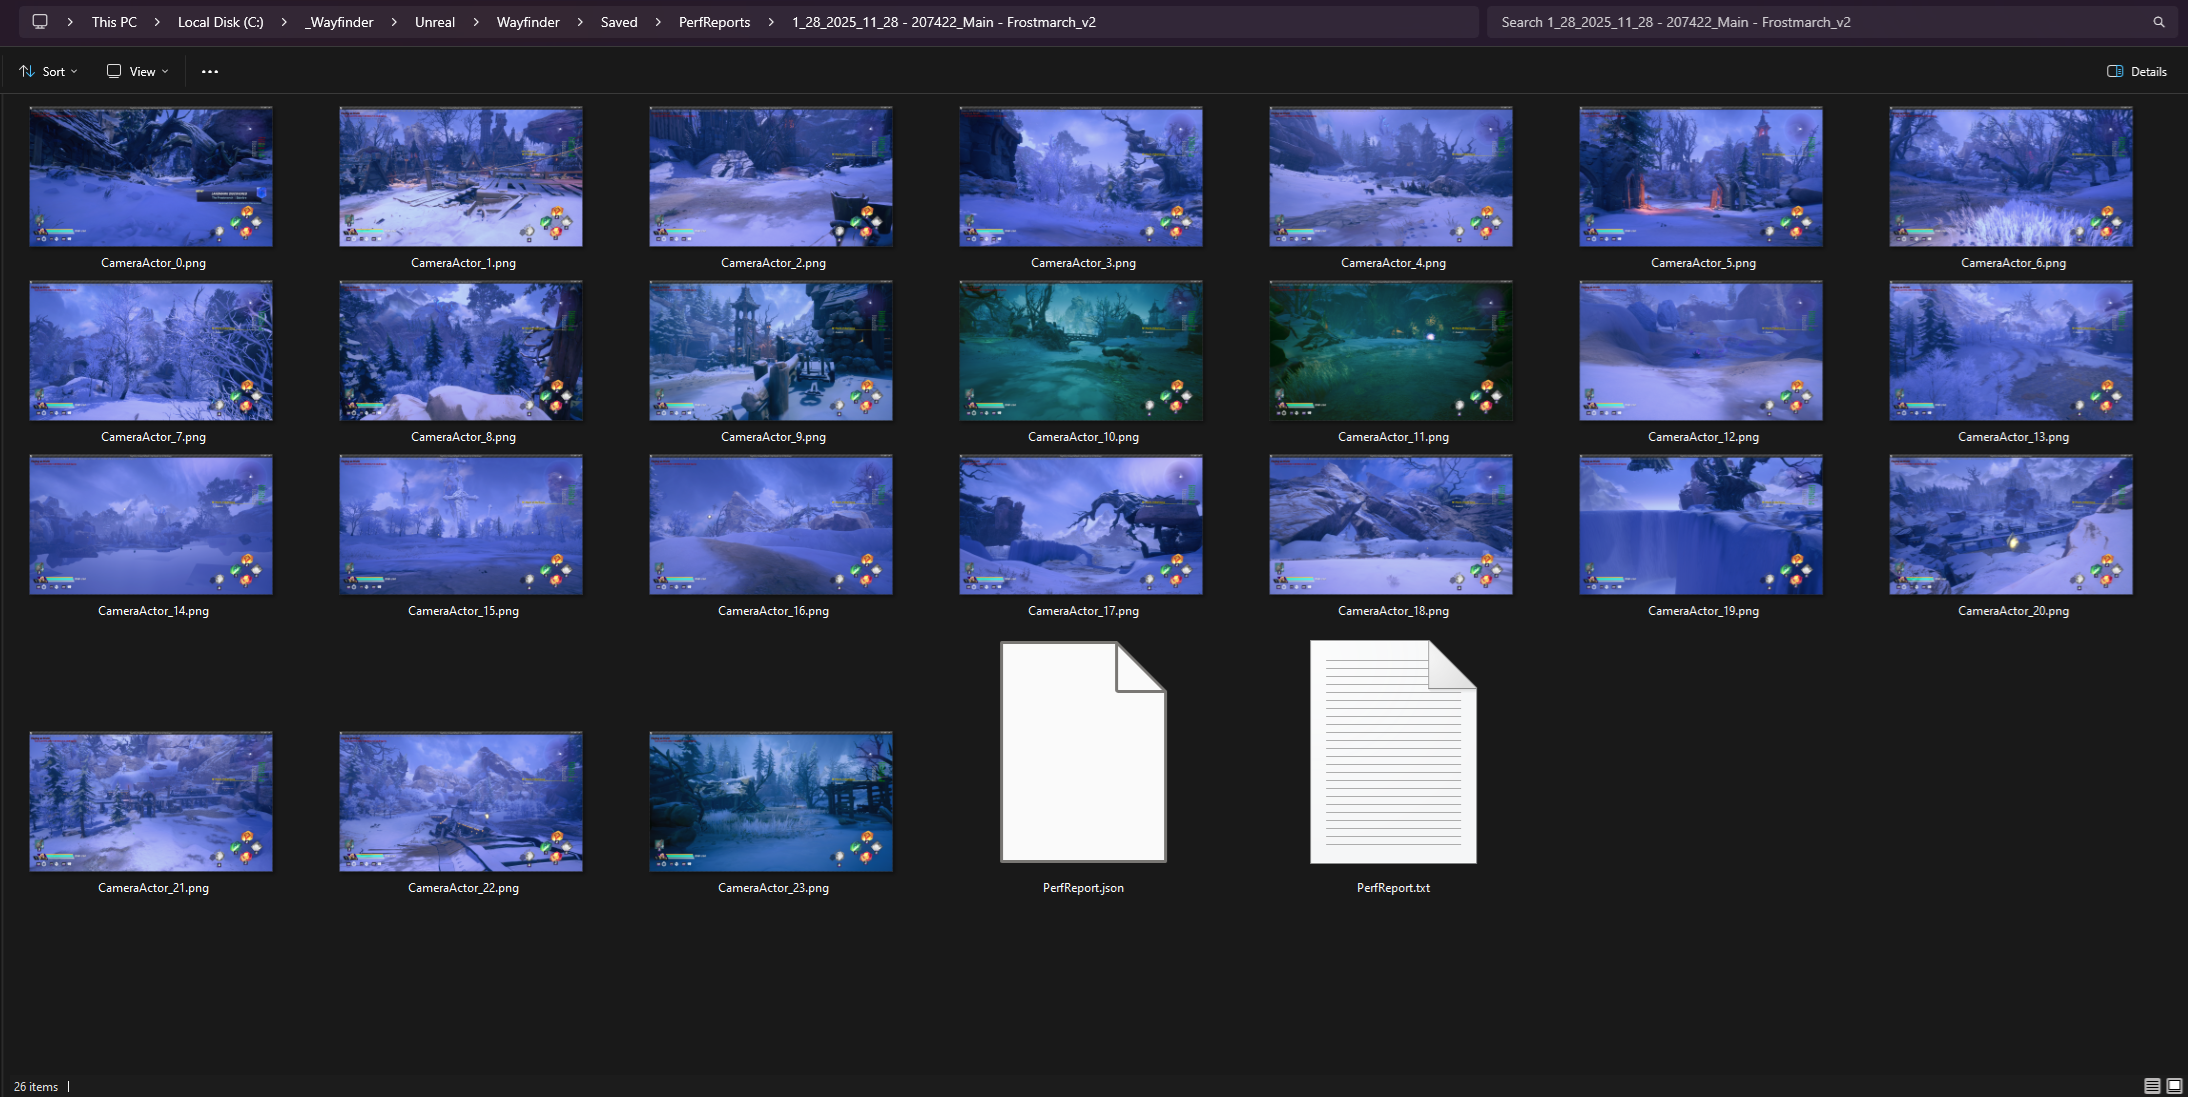 This PC Local Disk (C:) _Wayfinder Unreal Wayfinder Saved PerfReports 1_28_2025_11_28 - 207422_Main - Frostmarch_v2
Search 1_28_2025_11_28 - 207422_Main - Frostmarch_v2
Sort View Details
CameraActor_0.png CameraActor_1.png CameraActor_2.png CameraActor_3.png CameraActor_4.png CameraActor_5.png CameraActor_6.png
CameraActor_7.png CameraActor_8.png CameraActor_9.png CameraActor_10.png CameraActor_11.png CameraActor_12.png CameraActor_13.png
CameraActor_14.png CameraActor_15.png CameraActor_16.png CameraActor_17.png CameraActor_18.png CameraActor_19.png CameraActor_20.png
CameraActor_21.png CameraActor_22.png CameraActor_23.png PerfReport.json PerfReport.txt
26 items